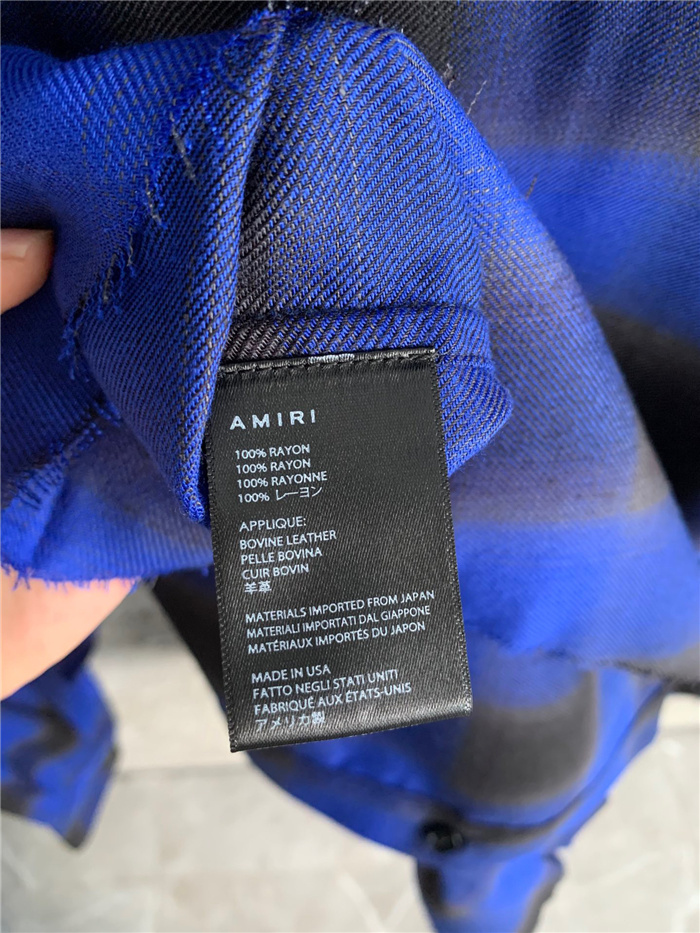 AMIRI
100% RAYON
100% RAYON
100% RAYONNE
100% レーヨン
APPLIQUE:
BOVINE LEATHER
PELLE BOVINA
CUIR BOVIN
羊革
MATERIALS IMPORTED FROM JAPAN
MATERIALI IMPORTATI DAL GIAPPONE
MATÉRIAUX IMPORTÉS DU JAPON
MADE IN USA
FATTO NEGLI STATI UNITI
FABRIQUÉ AUX ÉTATS-UNIS
アメリカ製